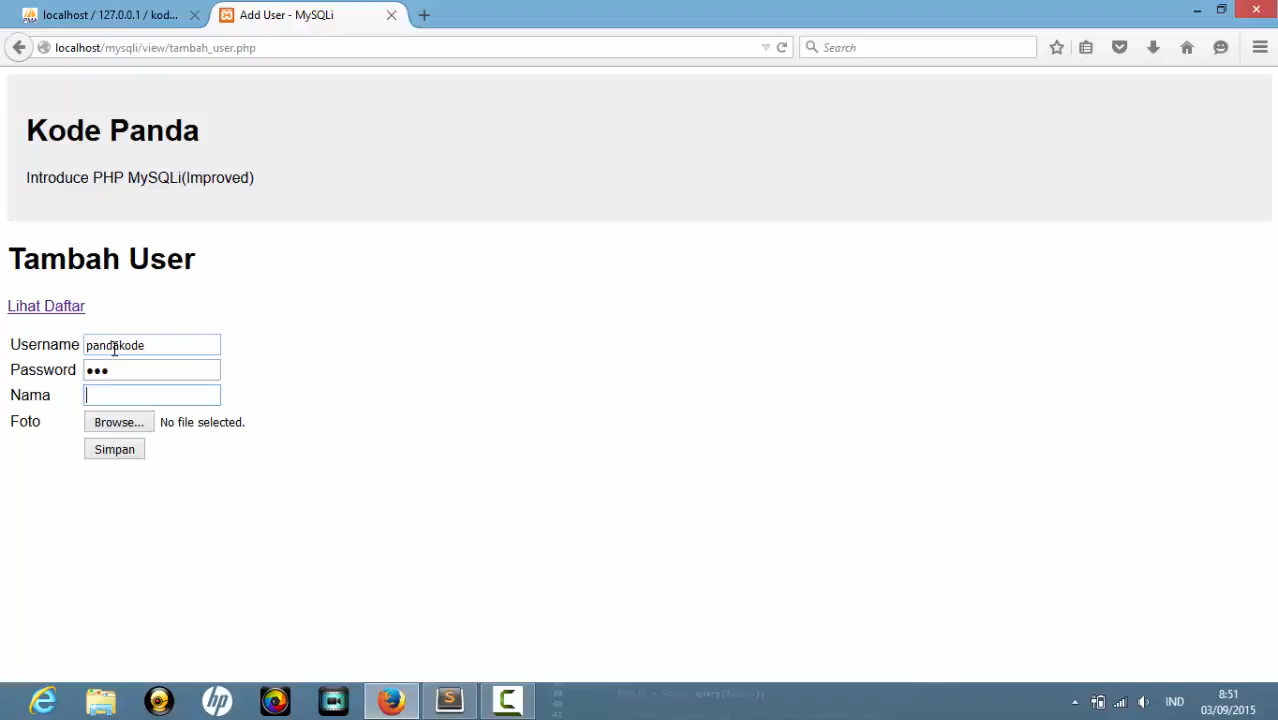 localhost / 127.0.0.1 / kod...
Add User - MySQLi
localhost/mysqli/view/tambah_user.php
Search
Kode Panda
Introduce PHP MySQLi(Improved)
Tambah User
Lihat Daftar
Username pandakode
Password ●●●
Nama
Foto Browse... No file selected.
Simpan
IND
8:51
03/09/2015